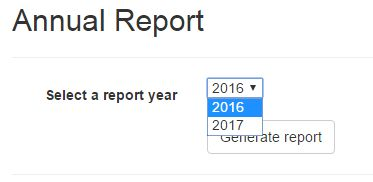 Annual Report
Select a report year 2016
2016
2017
Generate report